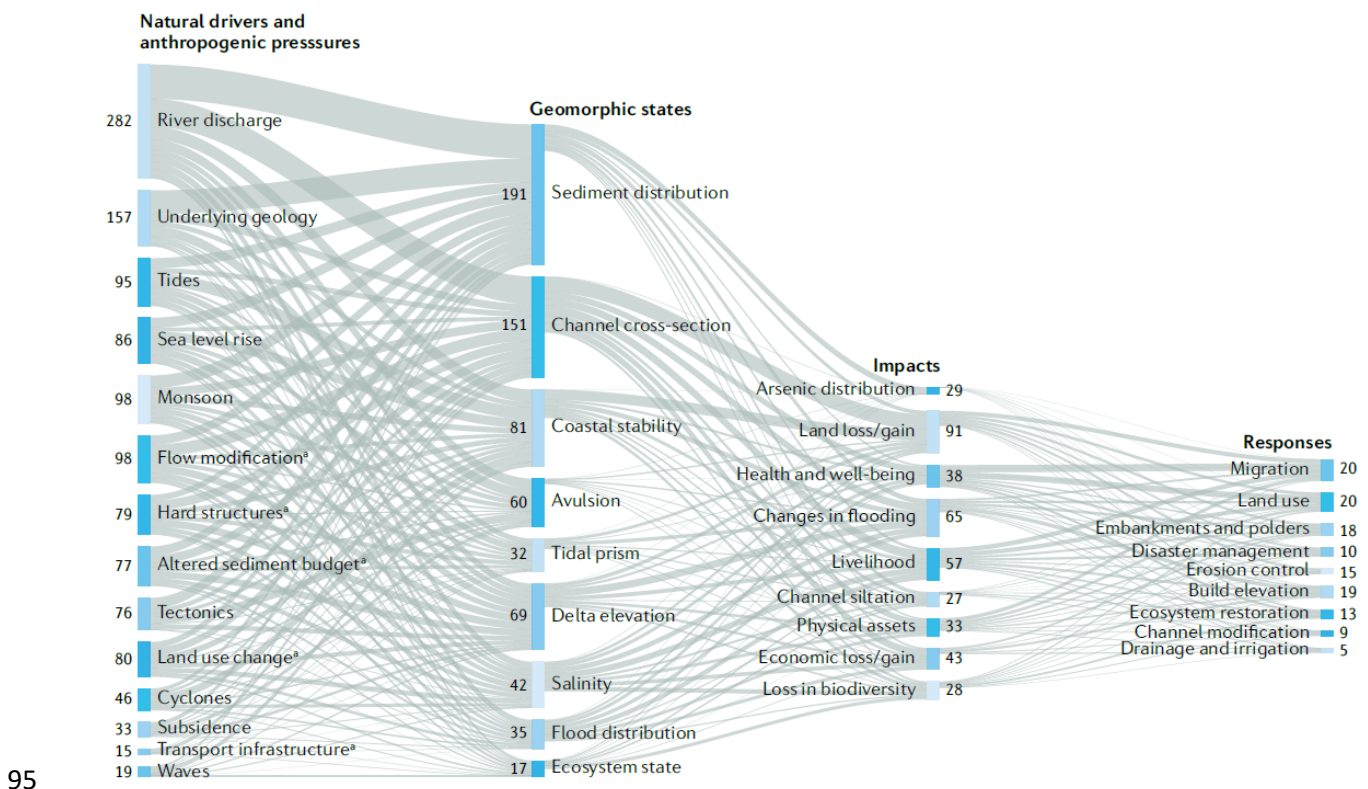 Natural drivers and
anthropogenic presssures
282 River discharge
157 Underlying geology
95 Tides
86 Sea level rise
98 Monsoon
98 Flow modificationª
79 Hard structuresª
77 Altered sediment budgetª
76 Tectonics
80 Land use changeª
46 Cyclones
33 Subsidence
15 Transport infrastructureª
19 Waves
Geomorphic states
191 Sediment distribution
151 Channel cross-section
81 Coastal stability
60 Avulsion
32 Tidal prism
69 Delta elevation
42 Salinity
35 Flood distribution
17 Ecosystem state
Impacts
Arsenic distribution 29
Land loss/gain 91
Health and well-being 38
Changes in flooding 65
Livelihood 57
Channel siltation 27
Physical assets 33
Economic loss/gain 43
Loss in biodiversity 28
Responses
Migration 20
Land use 20
Embankments and polders 18
Disaster management 10
Erosion control 15
Build elevation 19
Ecosystem restoration 13
Channel modification 9
Drainage and irrigation 5
95